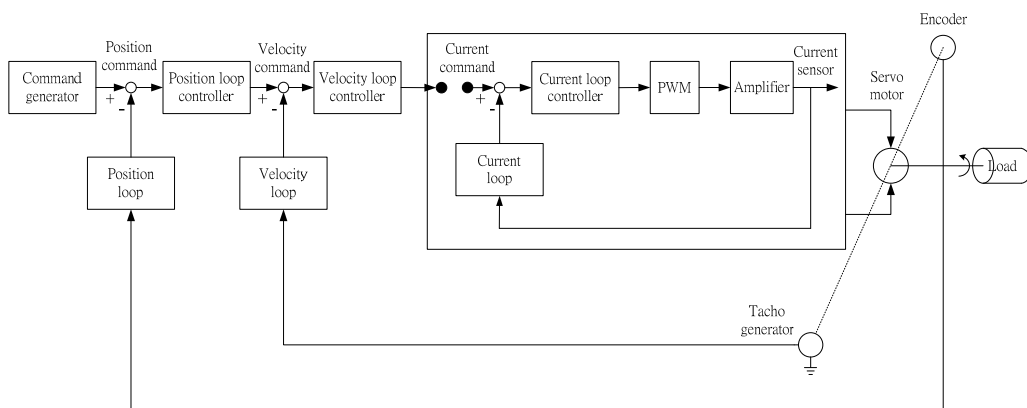 Encoder
Position
command
Velocity
command
Current
command
Current
sensor
Servo
motor
Command
generator
+
-
Position loop
controller
+
-
Velocity loop
controller
+
-
Current loop
controller
PWM
Amplifier
Position
loop
Velocity
loop
Current
loop
Load
Tacho
generator